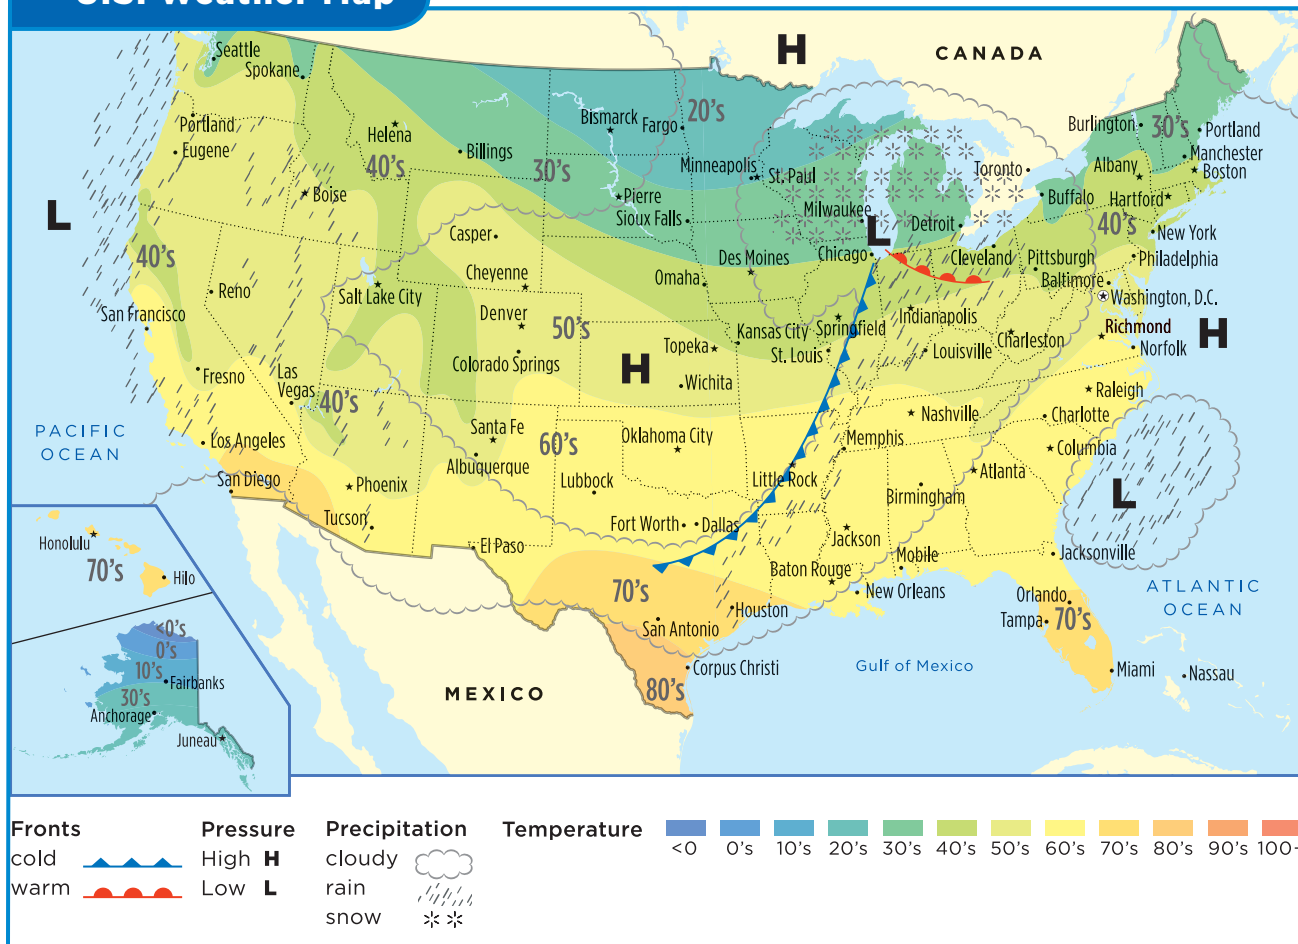 U.S. Weather Map
H
CANADA
Seattle
Spokane
Portland
Eugene
Helena
40's
Billings
Boise
Bismarck
Fargo
20's
30's
Pierre
Sioux Falls
Minneapolis
St. Paul
Milwaukee
L
Detroit
Toronto
Buffalo
Burlington
30's
Portland
Manchester
Boston
Albany
Hartford
40's
New York
Philadelphia
L
40's
Reno
San Francisco
Fresno
Las
Vegas
Salt Lake City
Casper
Cheyenne
Denver
Colorado Springs
50's
Omaha
Des Moines
Chicago
Cleveland
Pittsburgh
Baltimore
Washington, D.C.
Indianapolis
Springfield
Kansas City
St. Louis
Topeka
H
Wichita
Louisville
Charleston
Richmond
Norfolk
H
Raleigh
Charlotte
Columbia
Nashville
Memphis
Atlanta
Birmingham
Little Rock
Oklahoma City
60's
40's
Santa Fe
Albuquerque
Lubbock
Fort Worth
Dallas
PACIFIC
OCEAN
Los Angeles
San Diego
Phoenix
Tucson
El Paso
Jackson
Mobile
Baton Rouge
New Orleans
L
Jacksonville
ATLANTIC
OCEAN
Orlando
Tampa
70's
Miami
Nassau
70's
Houston
San Antonio
Corpus Christi
80's
Gulf of Mexico
MEXICO
Honolulu
70's
Hilo
<0's
0's
10's
Fairbanks
30's
Anchorage
Juneau
Fronts
cold
warm
Pressure
High H
Low L
Precipitation
cloudy
rain
snow
Temperature
<0 0's 10's 20's 30's 40's 50's 60's 70's 80's 90's 100